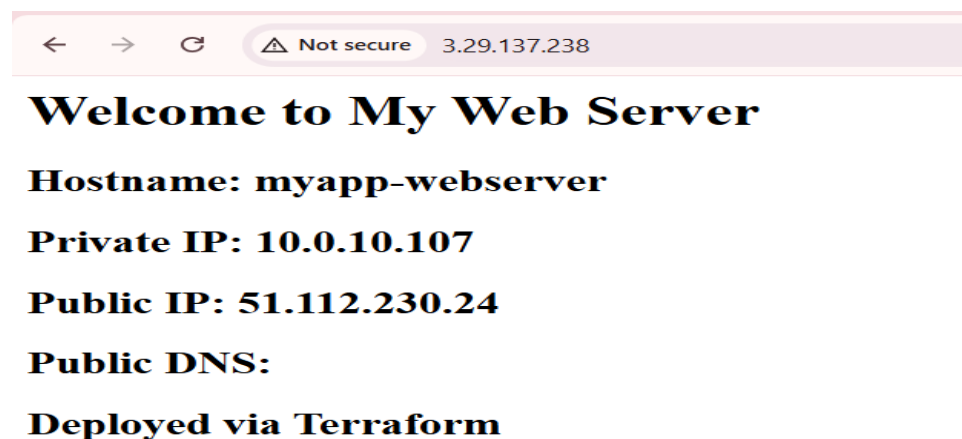 Not secure 3.29.137.238
Welcome to My Web Server
Hostname: myapp-webserver
Private IP: 10.0.10.107
Public IP: 51.112.230.24
Public DNS:
Deployed via Terraform